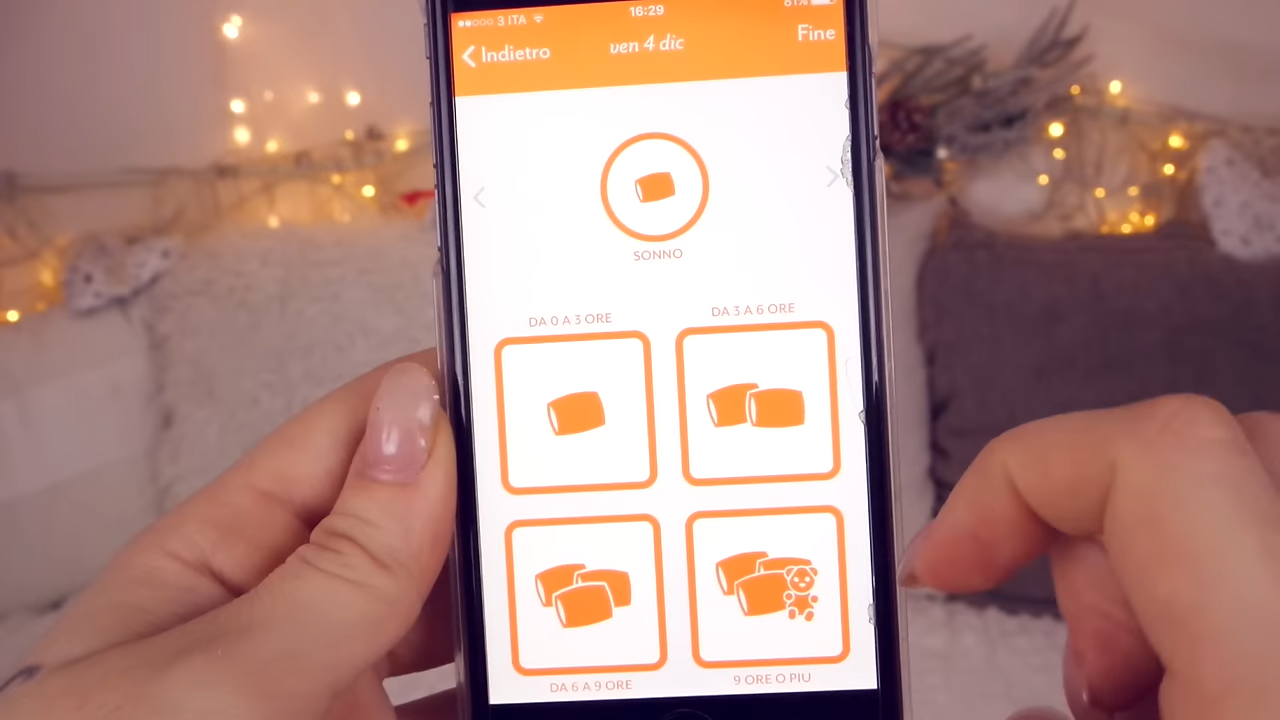 3 ITA 16:29 81%
Indietro ven 4 dic Fine
SONNO
DA 0 A 3 ORE DA 3 A 6 ORE
DA 6 A 9 ORE 9 ORE O PIU